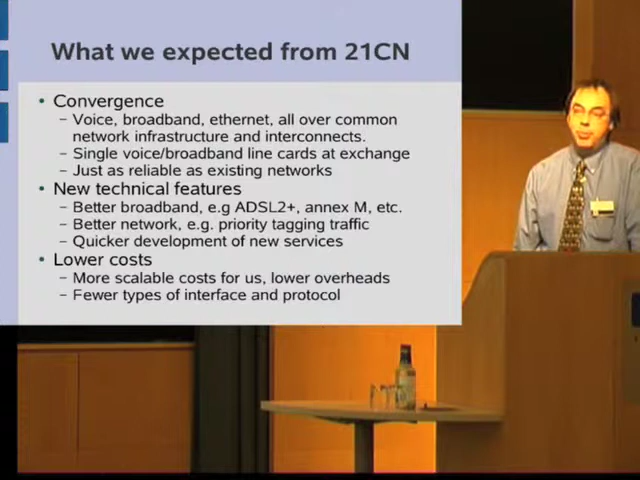 What we expected from 21CN
• Convergence
– Voice, broadband, ethernet, all over common
network infrastructure and interconnects.
– Single voice/broadband line cards at exchange
– Just as reliable as existing networks
• New technical features
– Better broadband, e.g ADSL2+, annex M, etc.
– Better network, e.g. priority tagging traffic
– Quicker development of new services
• Lower costs
– More scalable costs for us, lower overheads
– Fewer types of interface and protocol